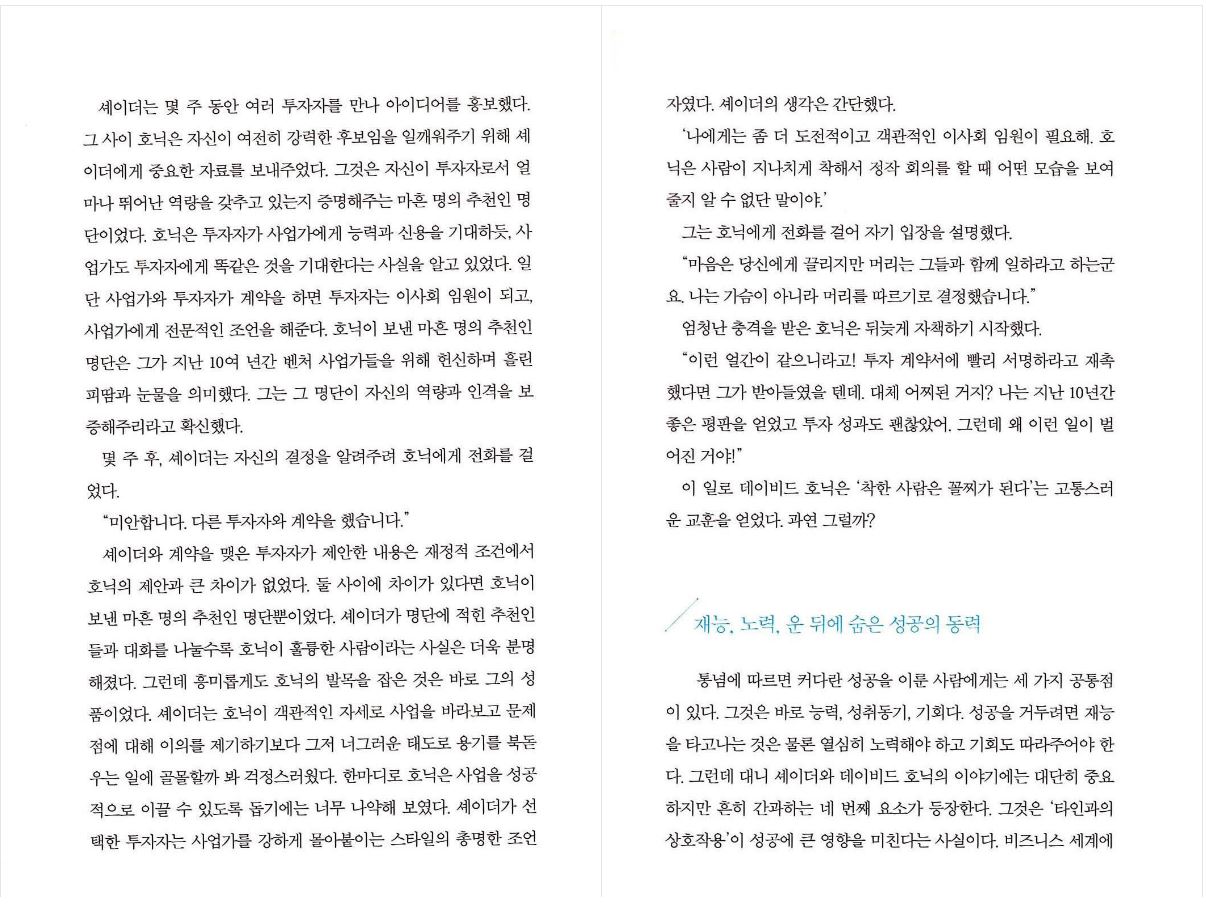 셰이더는 몇 주 동안 여러 투자자를 만나 아이디어를 홍보했다.
그 사이 호닉은 자신이 여전히 강력한 후보임을 일깨워주기 위해 셰
이더에게 중요한 자료를 보내주었다. 그것은 자신이 투자자로서 얼
마나 뛰어난 역량을 갖추고 있는지 증명해주는 마흔 명의 추천인 명
단이었다. 호닉은 투자자가 사업가에게 능력과 신용을 기대하듯, 사
업가도 투자자에게 똑같은 것을 기대한다는 사실을 알고 있었다. 일
단 사업가와 투자자가 계약을 하면 투자자는 이사회 임원이 되고,
사업가에게 전문적인 조언을 해준다. 호닉이 보낸 마흔 명의 추천인
명단은 그가 지난 10여 년간 벤처 사업가들을 위해 헌신하며 흘린
피땀과 눈물을 의미했다. 그는 그 명단이 자신의 역량과 인격을 보
증해주리라고 확신했다.
몇 주 후, 셰이더는 자신의 결정을 알려주려 호닉에게 전화를 걸
었다.
“미안합니다. 다른 투자자와 계약을 했습니다.”
셰이더와 계약을 맺은 투자자가 제안한 내용은 재정적 조건에서
호닉의 제안과 큰 차이가 없었다. 둘 사이에 차이가 있다면 호닉이
보낸 마흔 명의 추천인 명단뿐이었다. 셰이더가 명단에 적힌 추천인
들과 대화를 나눌수록 호닉이 훌륭한 사람이라는 사실은 더욱 분명
해졌다. 그런데 흥미롭게도 호닉의 발목을 잡은 것은 바로 그의 성
품이었다. 셰이더는 호닉이 객관적인 자세로 사업을 바라보고 문제
점에 대해 이의를 제기하기보다 그저 너그러운 태도로 용기를 북돋
우는 일에 골몰할까 봐 걱정스러웠다. 한마디로 호닉은 사업을 성공
적으로 이끌 수 있도록 돕기에는 너무 나약해 보였다. 셰이더가 선
택한 투자자는 사업가를 강하게 몰아붙이는 스타일의 총명한 조언
자였다. 셰이더의 생각은 간단했다.
‘나에게는 좀 더 도전적이고 객관적인 이사회 임원이 필요해. 호
닉은 사람이 지나치게 착해서 정작 회의를 할 때 어떤 모습을 보여
줄지 알 수 없단 말이야.’
그는 호닉에게 전화를 걸어 자기 입장을 설명했다.
“마음은 당신에게 끌리지만 머리는 그들과 함께 일하라고 하는군
요. 나는 가슴이 아니라 머리를 따르기로 결정했습니다.”
엄청난 충격을 받은 호닉은 뒤늦게 자책하기 시작했다.
“이런 얼간이 같으니라고! 투자 계약서에 빨리 서명하라고 재촉
했다면 그가 받아들였을 텐데. 대체 어찌된 거지? 나는 지난 10년간
좋은 평판을 얻었고 투자 성과도 괜찮았어. 그런데 왜 이런 일이 벌
어진 거야!”
이 일로 데이비드 호닉은 ‘착한 사람은 꼴찌가 된다’는 고통스러
운 교훈을 얻었다. 과연 그럴까?
재능, 노력, 운 뒤에 숨은 성공의 동력
통념에 따르면 커다란 성공을 이룬 사람에게는 세 가지 공통점
이 있다. 그것은 바로 능력, 성취동기, 기회다. 성공을 거두려면 재능
을 타고나는 것은 물론 열심히 노력해야 하고 기회도 따라주어야 한
다. 그런데 대니 셰이더와 데이비드 호닉의 이야기에는 대단히 중요
하지만 흔히 간과하는 네 번째 요소가 등장한다. 그것은 ‘타인과의
상호작용’이 성공에 큰 영향을 미친다는 사실이다. 비즈니스 세계에